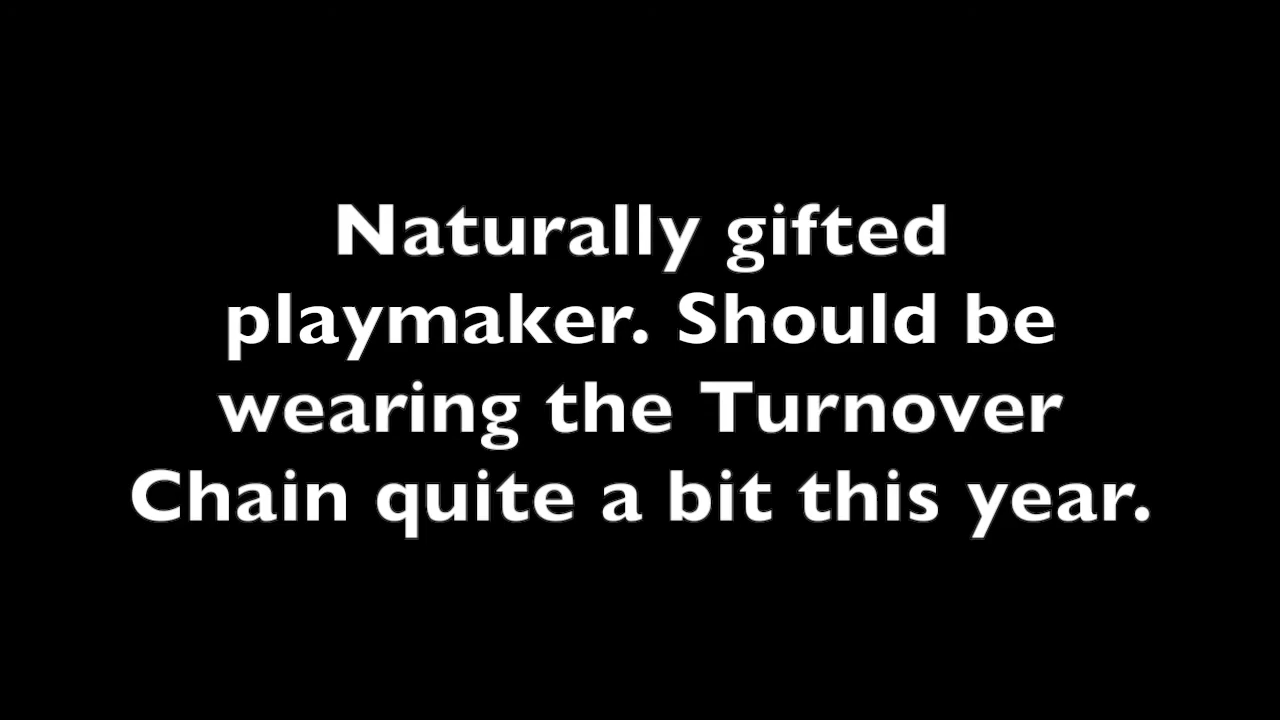 Naturally gifted
playmaker. Should be
wearing the Turnover
Chain quite a bit this year.